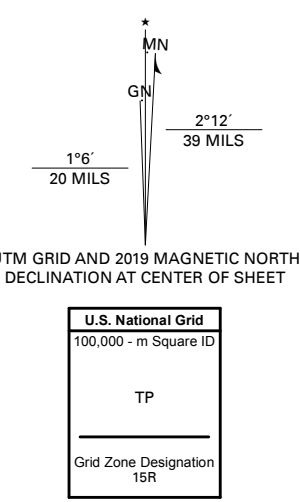 MN
GN
2°12´
39 MILS
1°6´
20 MILS
UTM GRID AND 2019 MAGNETIC NORTH
DECLINATION AT CENTER OF SHEET
U.S. National Grid
100,000 - m Square ID
TP
Grid Zone Designation
15R